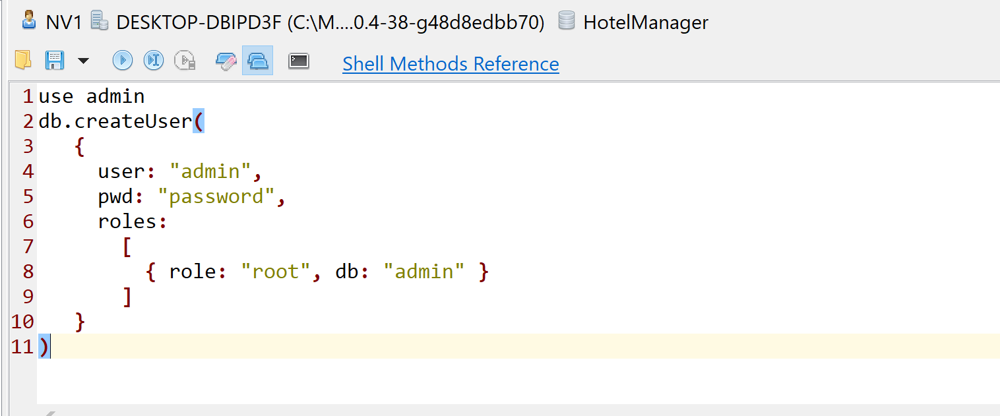 NV1 DESKTOP-DBIPD3F (C:\M....0.4-38-g48d8edbb70) HotelManager
Shell Methods Reference
1 use admin
2 db.createUser(
3 {
4 user: "admin",
5 pwd: "password",
6 roles:
7 [
8 { role: "root", db: "admin" }
9 ]
10 }
11 )